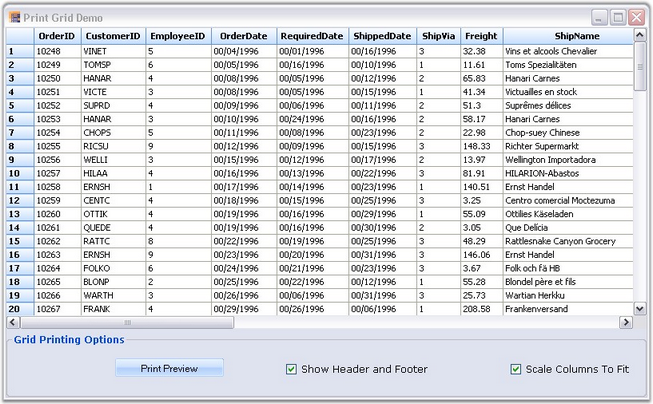 Print Grid Demo
OrderID CustomerID EmployeeID OrderDate RequiredDate ShippedDate ShipVia Freight ShipName
1 10248 VINET 5 00/04/1996 00/01/1996 00/16/1996 3 32.38 Vins et alcools Chevalier
2 10249 TOMSP 6 00/05/1996 00/16/1996 00/10/1996 1 11.61 Toms Spezialitäten
3 10250 HANAR 4 00/08/1996 00/05/1996 00/12/1996 2 65.83 Hanari Carnes
4 10251 VICTE 3 00/08/1996 00/05/1996 00/15/1996 1 41.34 Victuailles en stock
5 10252 SUPRD 4 00/09/1996 00/06/1996 00/11/1996 2 51.3 Suprêmes délices
6 10253 HANAR 3 00/10/1996 00/24/1996 00/16/1996 2 58.17 Hanari Carnes
7 10254 CHOPS 5 00/11/1996 00/08/1996 00/23/1996 2 22.98 Chop-suey Chinese
8 10255 RICSU 9 00/12/1996 00/09/1996 00/15/1996 3 148.33 Richter Supermarkt
9 10256 WELLI 3 00/15/1996 00/12/1996 00/17/1996 2 13.97 Wellington Importadora
10 10257 HILAA 4 00/16/1996 00/13/1996 00/22/1996 3 81.91 HILARION-Abastos
11 10258 ERNSH 1 00/17/1996 00/14/1996 00/23/1996 1 140.51 Ernst Handel
12 10259 CENTC 4 00/18/1996 00/15/1996 00/25/1996 3 3.25 Centro comercial Moctezuma
13 10260 OTTIK 4 00/19/1996 00/16/1996 00/29/1996 1 55.09 Ottilies Käseladen
14 10261 QUEDE 4 00/19/1996 00/16/1996 00/30/1996 2 3.05 Que Delícia
15 10262 RATTC 8 00/22/1996 00/19/1996 00/25/1996 3 48.29 Rattlesnake Canyon Grocery
16 10263 ERNSH 9 00/23/1996 00/20/1996 00/31/1996 3 146.06 Ernst Handel
17 10264 FOLKO 6 00/24/1996 00/21/1996 00/23/1996 3 3.67 Folk och fä HB
18 10265 BLONP 2 00/25/1996 00/22/1996 00/12/1996 1 55.28 Blondel père et fils
19 10266 WARTH 3 00/26/1996 00/06/1996 00/31/1996 3 25.73 Wartian Herkku
20 10267 FRANK 4 00/29/1996 00/26/1996 00/06/1996 1 208.58 Frankenversand
Grid Printing Options
Print Preview Show Header and Footer Scale Columns To Fit